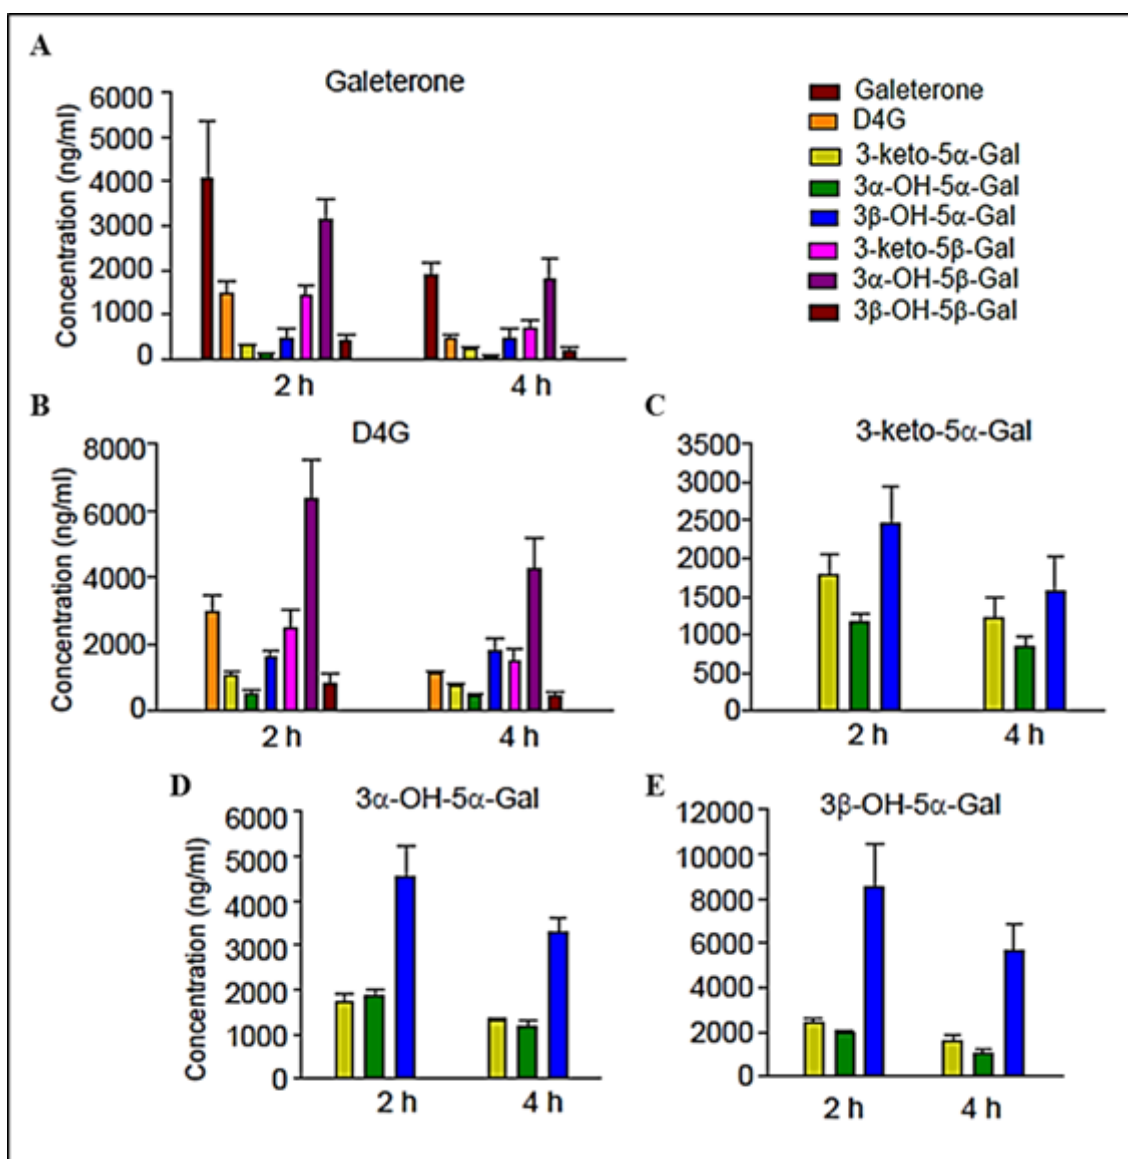 A
Galeterone
Concentration (ng/ml)
6000
5000
4000
3000
2000
1000
0
2 h
4 h
Galeterone
D4G
3-keto-5α-Gal
3α-OH-5α-Gal
3β-OH-5α-Gal
3-keto-5β-Gal
3α-OH-5β-Gal
3β-OH-5β-Gal
B
D4G
Concentration (ng/ml)
8000
6000
4000
2000
0
2 h
4 h
C
3-keto-5α-Gal
3500
3000
2500
2000
1500
1000
500
0
2 h
4 h
D
3α-OH-5α-Gal
Concentration (ng/ml)
6000
5000
4000
3000
2000
1000
0
2 h
4 h
E
3β-OH-5α-Gal
12000
10000
8000
6000
4000
2000
0
2 h
4 h